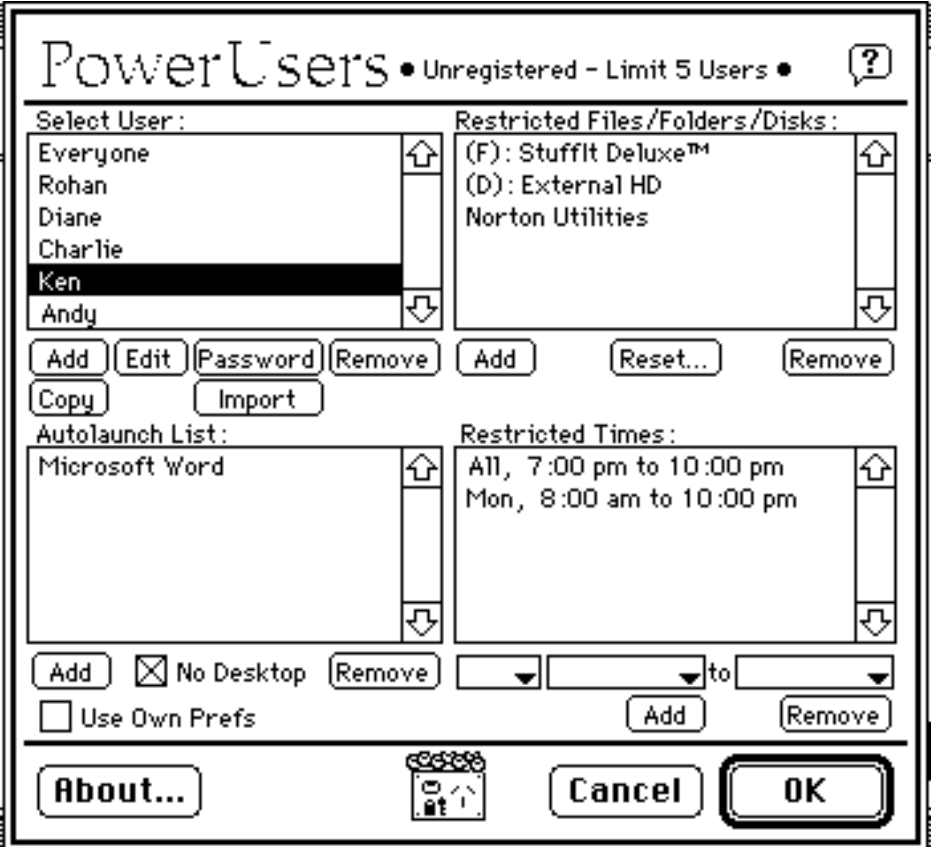 PowerUsers • Unregistered - Limit 5 Users • ?
Select User:
Everyone
Rohan
Diane
Charlie
Ken
Andy
Add Edit Password Remove
Copy Import
Restricted Files/Folders/Disks:
(F): StuffIt Deluxe™
(D): External HD
Norton Utilities
Add Reset... Remove
Autolaunch List:
Microsoft Word
Add No Desktop Remove
Use Own Prefs
Restricted Times:
All, 7:00 pm to 10:00 pm
Mon, 8:00 am to 10:00 pm
to
Add Remove
About... Cancel OK